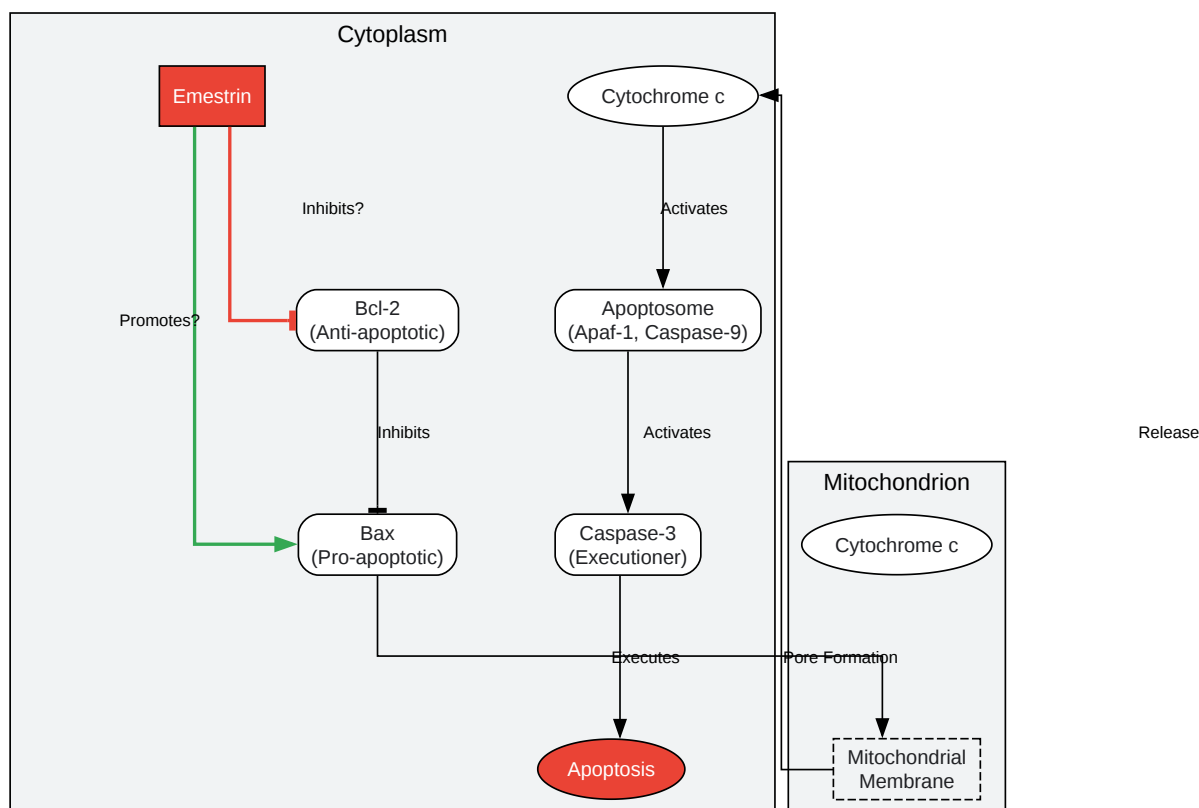 Cytoplasm
Emestrin
Cytochrome c
Inhibits?
Activates
Bcl-2
(Anti-apoptotic)
Apoptosome
(Apaf-1, Caspase-9)
Promotes?
Inhibits
Activates
Release
Mitochondrion
Bax
(Pro-apoptotic)
Caspase-3
(Executioner)
Cytochrome c
Executes
Pore Formation
Apoptosis
Mitochondrial
Membrane